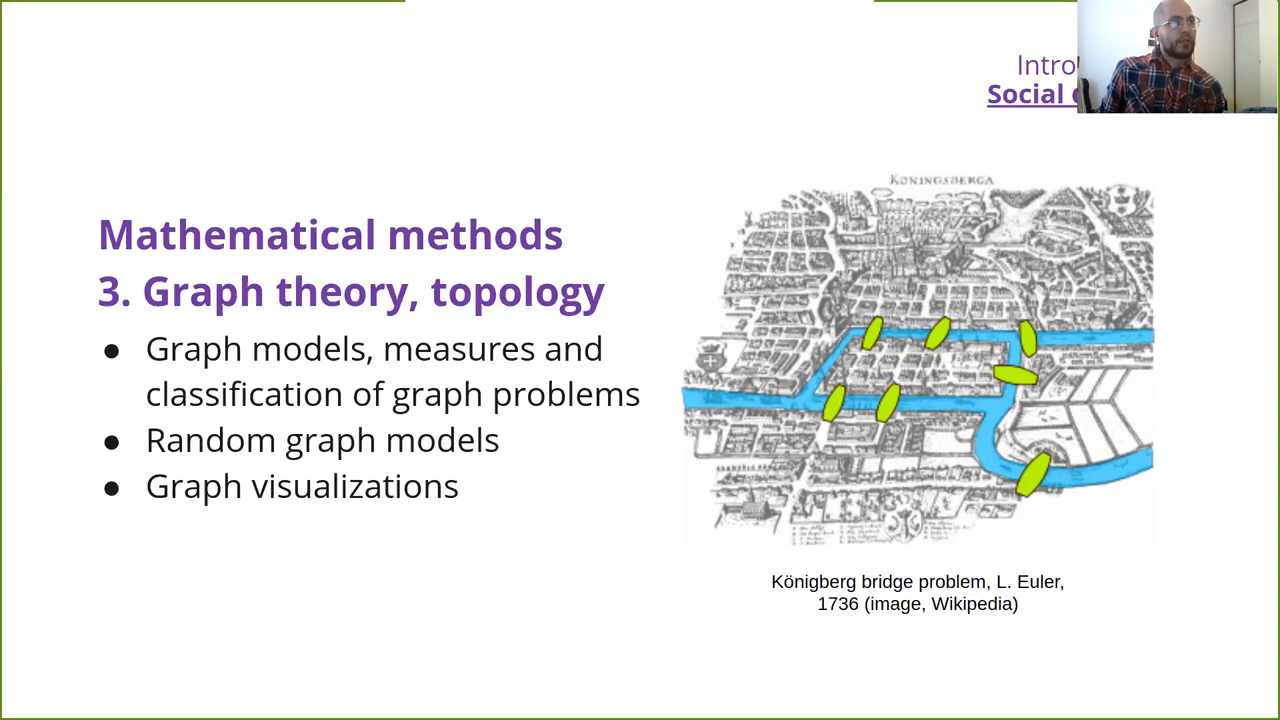 Intro
Social
KONINGSBERGA
Mathematical methods
3. Graph theory, topology
● Graph models, measures and
classification of graph problems
● Random graph models
● Graph visualizations
Königberg bridge problem, L. Euler,
1736 (image, Wikipedia)